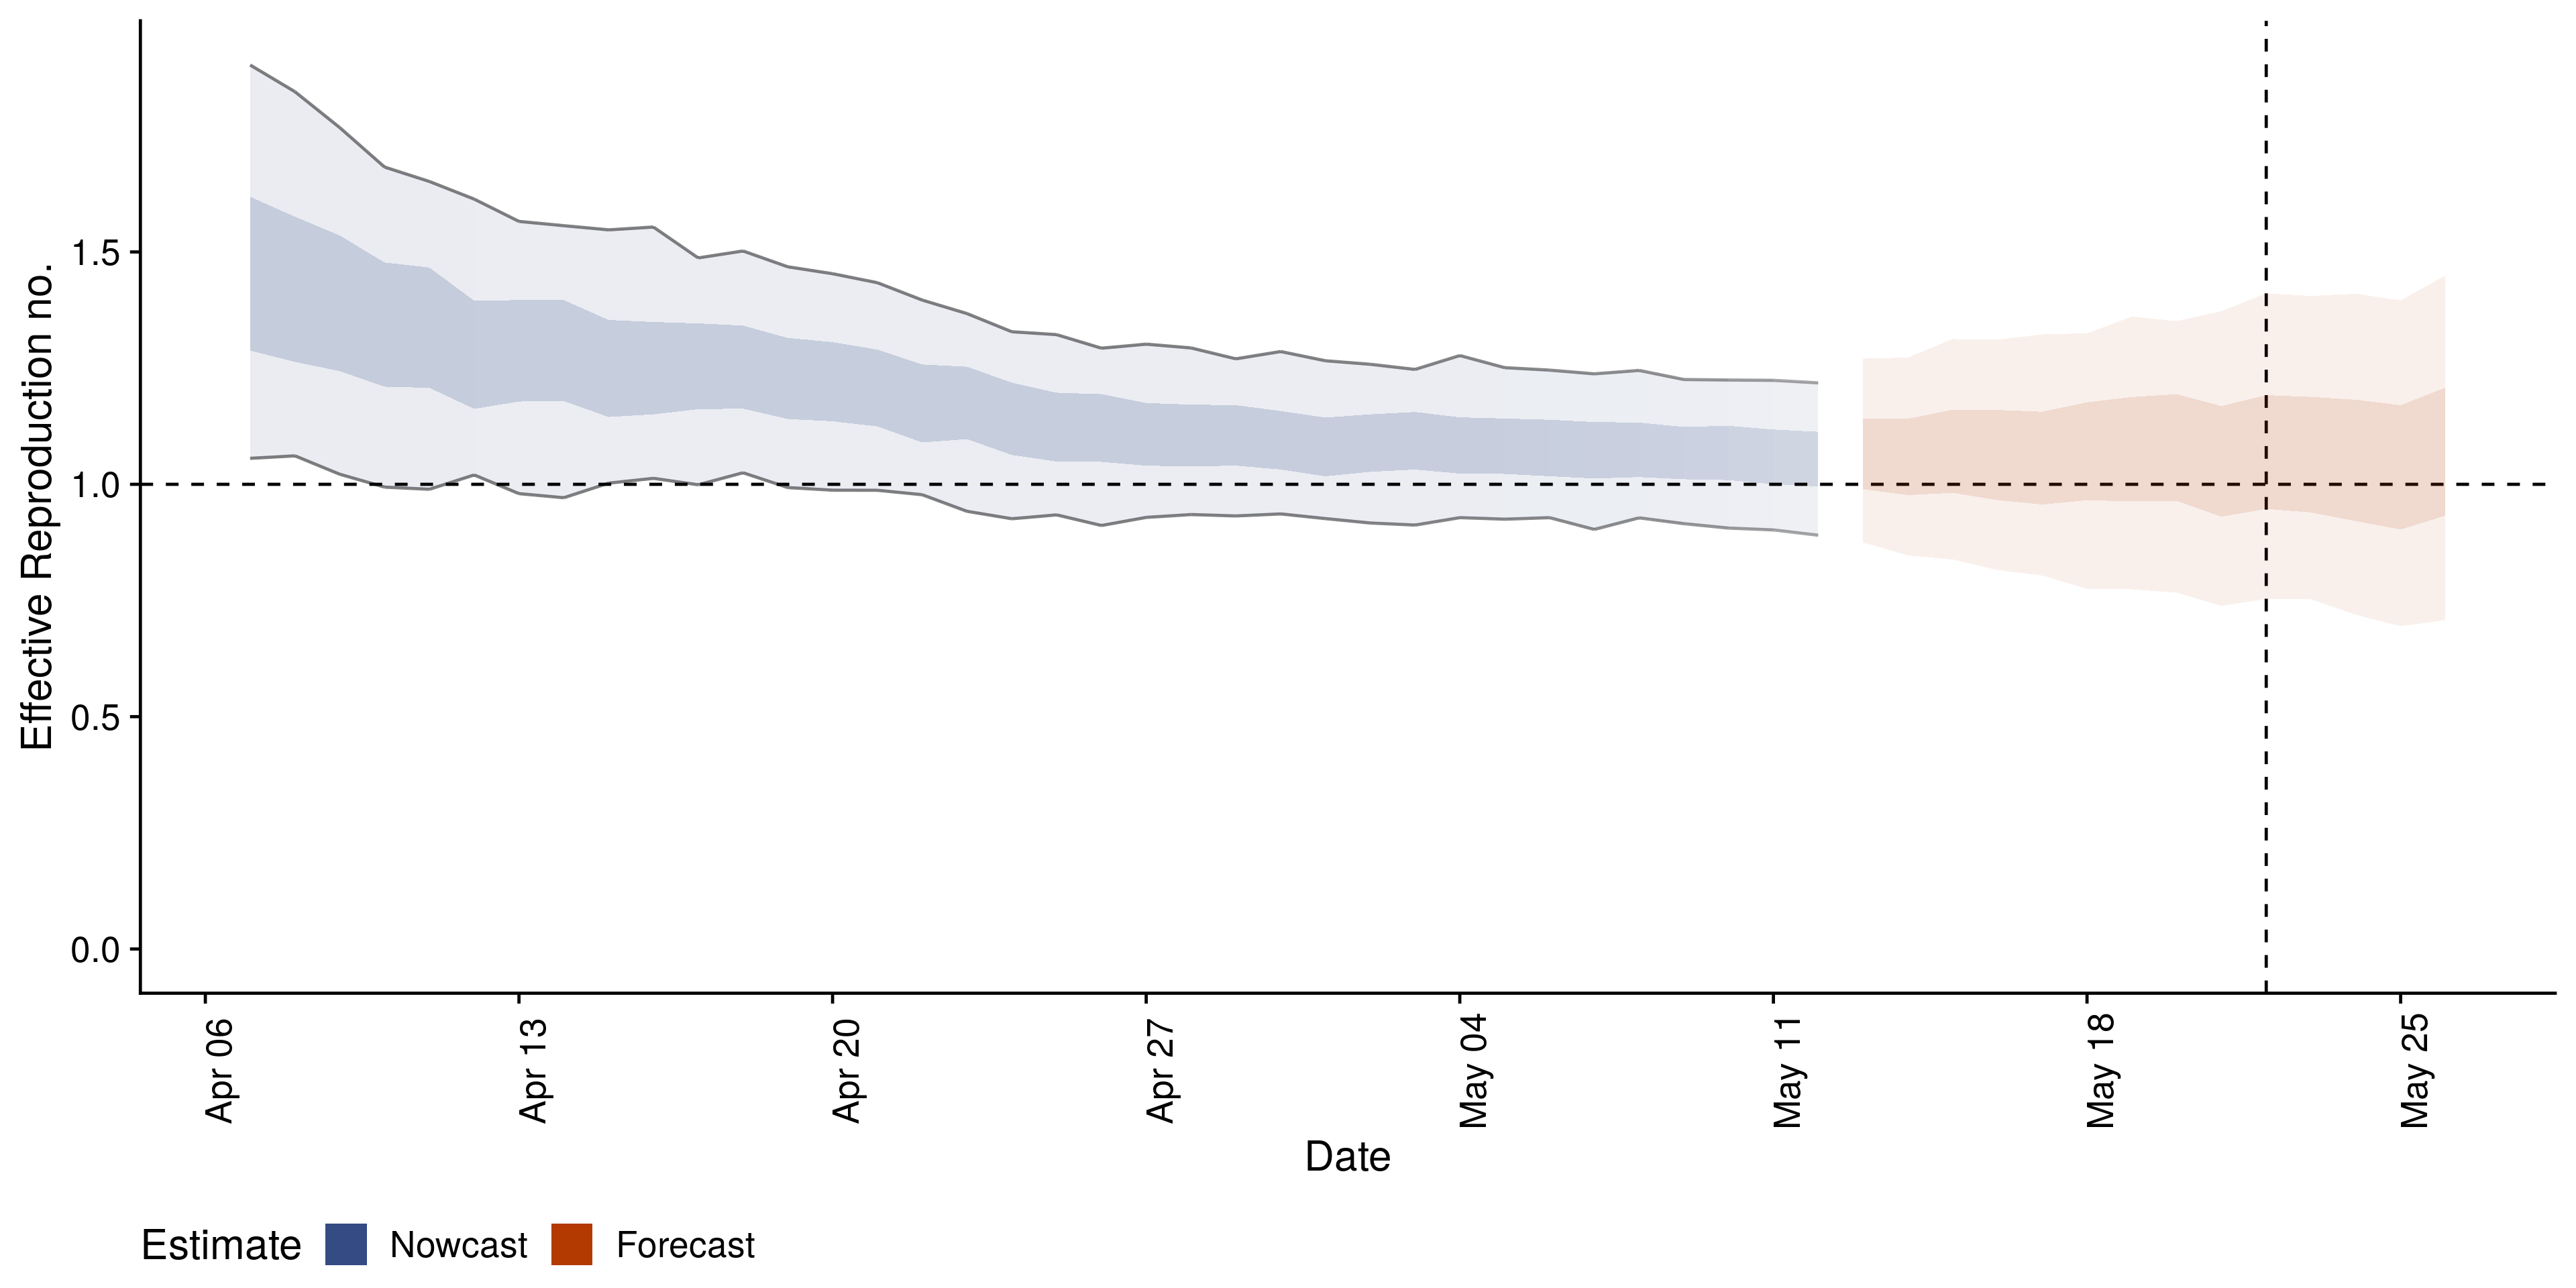 Effective Reproduction no.
1.5
1.0
0.5
0.0
Apr 06
Apr 13
Apr 20
Apr 27
May 04
May 11
May 18
May 25
Date
Estimate Nowcast Forecast